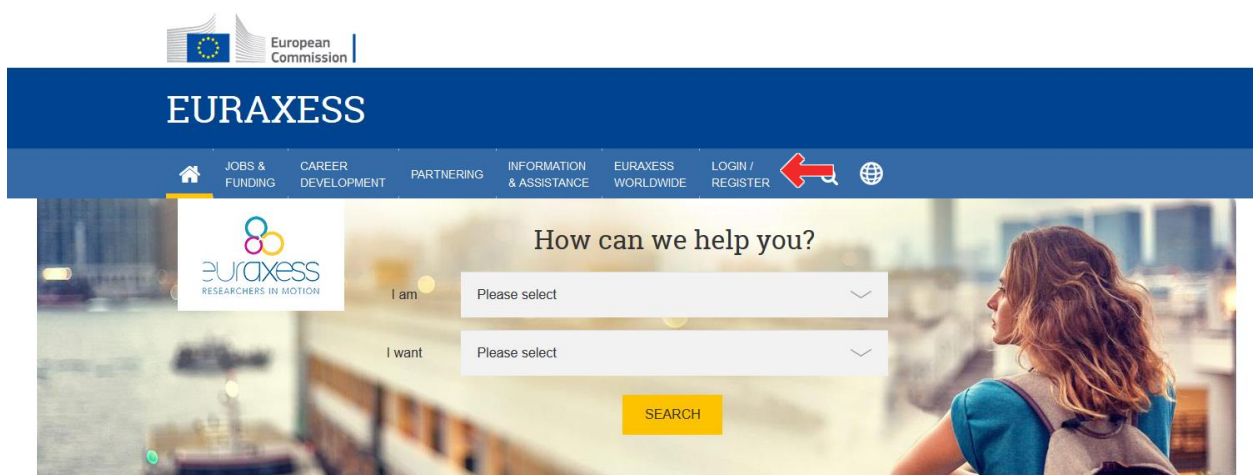 European
Commission
EURAXESS
JOBS &
FUNDING
CAREER
DEVELOPMENT
PARTNERING
INFORMATION
& ASSISTANCE
EURAXESS
WORLDWIDE
LOGIN /
REGISTER
euraxess
RESEARCHERS IN MOTION
How can we help you?
I am
Please select
I want
Please select
SEARCH